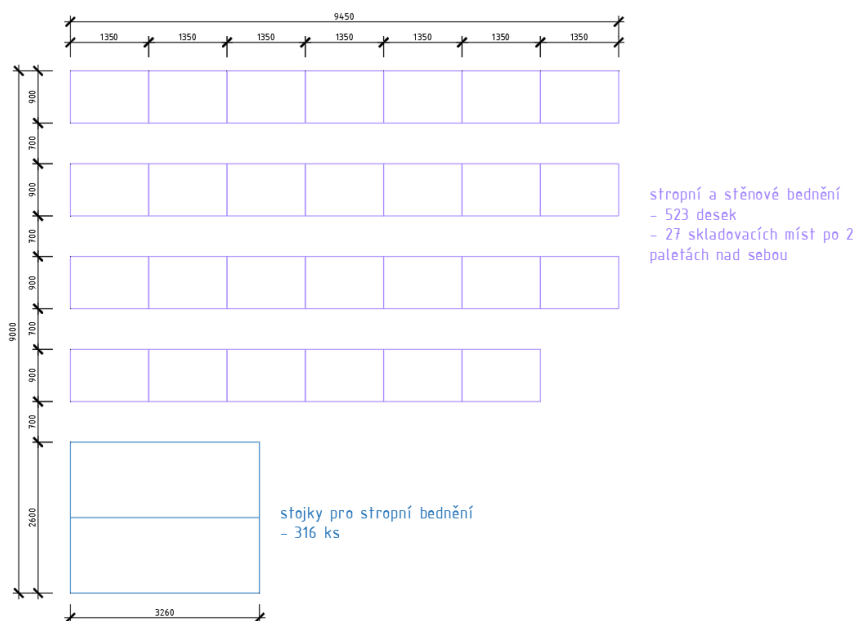 9450
1350 1350 1350 1350 1350 1350 1350
900
700
900
700
900
700
900
700
2600
9000
stropní a stěnové bednění
- 523 desek
- 27 skladovacích míst po 2
paletách nad sebou
stojky pro stropní bednění
- 316 ks
3260